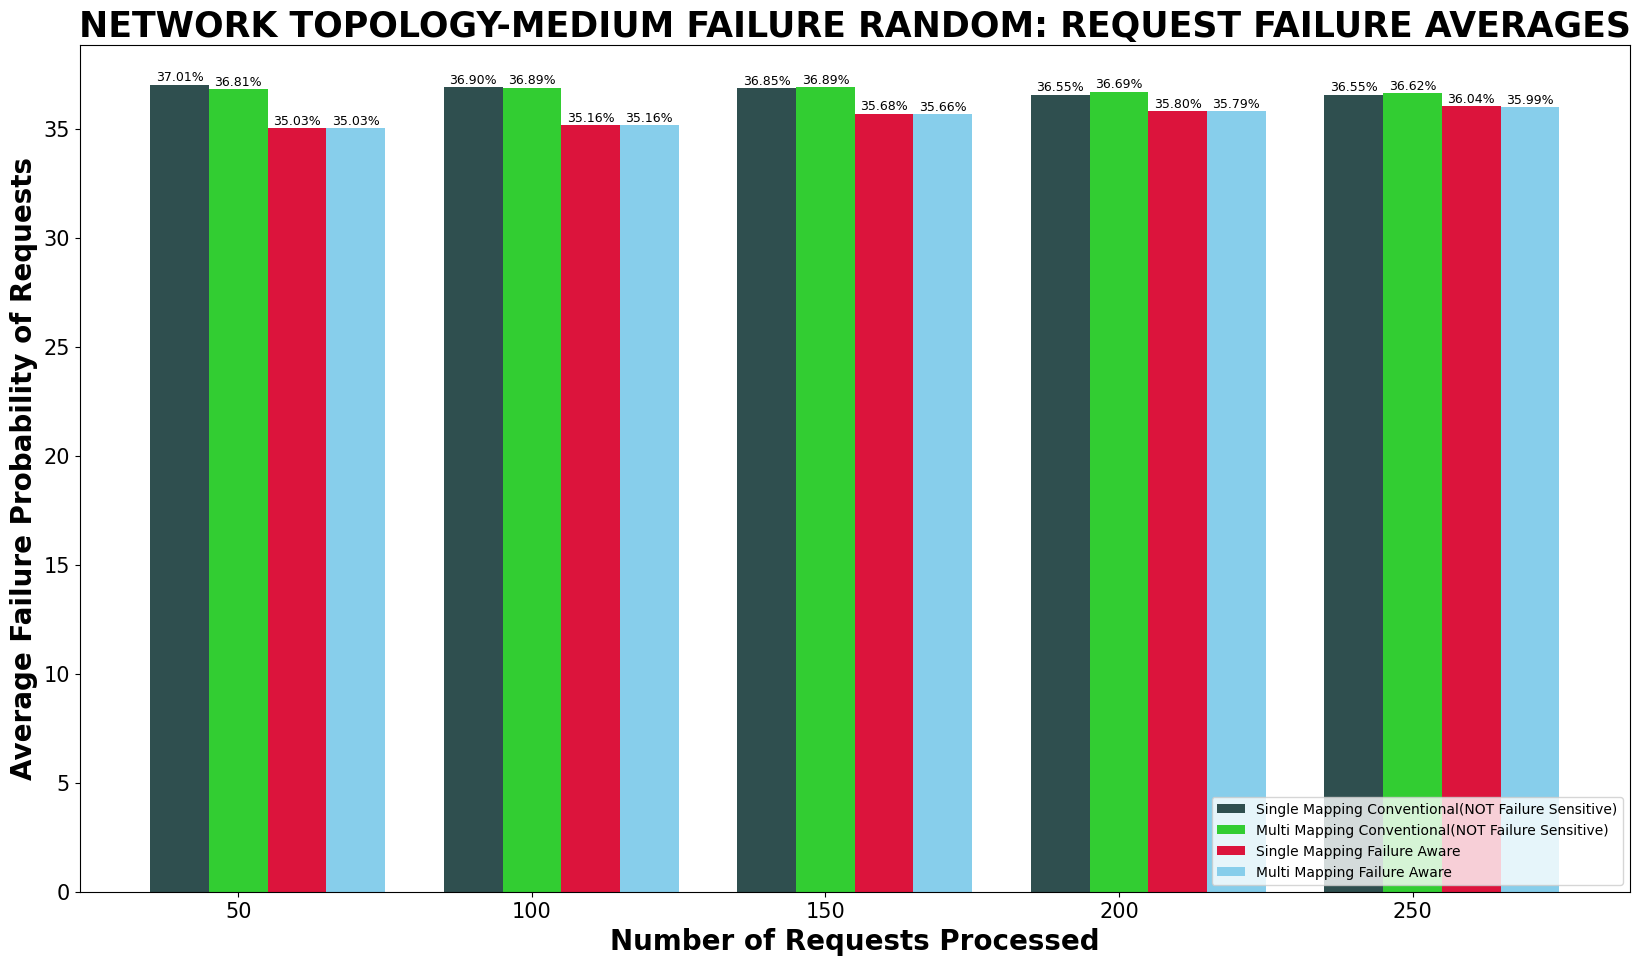 NETWORK TOPOLOGY-MEDIUM FAILURE RANDOM: REQUEST FAILURE AVERAGES
Average Failure Probability of Requests
35
30
25
20
15
10
5
0
37.01% 36.81% 35.03% 35.03%
36.90% 36.89% 35.16% 35.16%
36.85% 36.89% 35.68% 35.66%
36.55% 36.69% 35.80% 35.79%
36.55% 36.62% 36.04% 35.99%
Single Mapping Conventional(NOT Failure Sensitive)
Multi Mapping Conventional(NOT Failure Sensitive)
Single Mapping Failure Aware
Multi Mapping Failure Aware
50 100 150 200 250
Number of Requests Processed